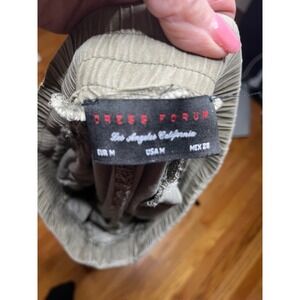 DRESS FORUM
Los Angeles California
EUR M USA M MEX 28